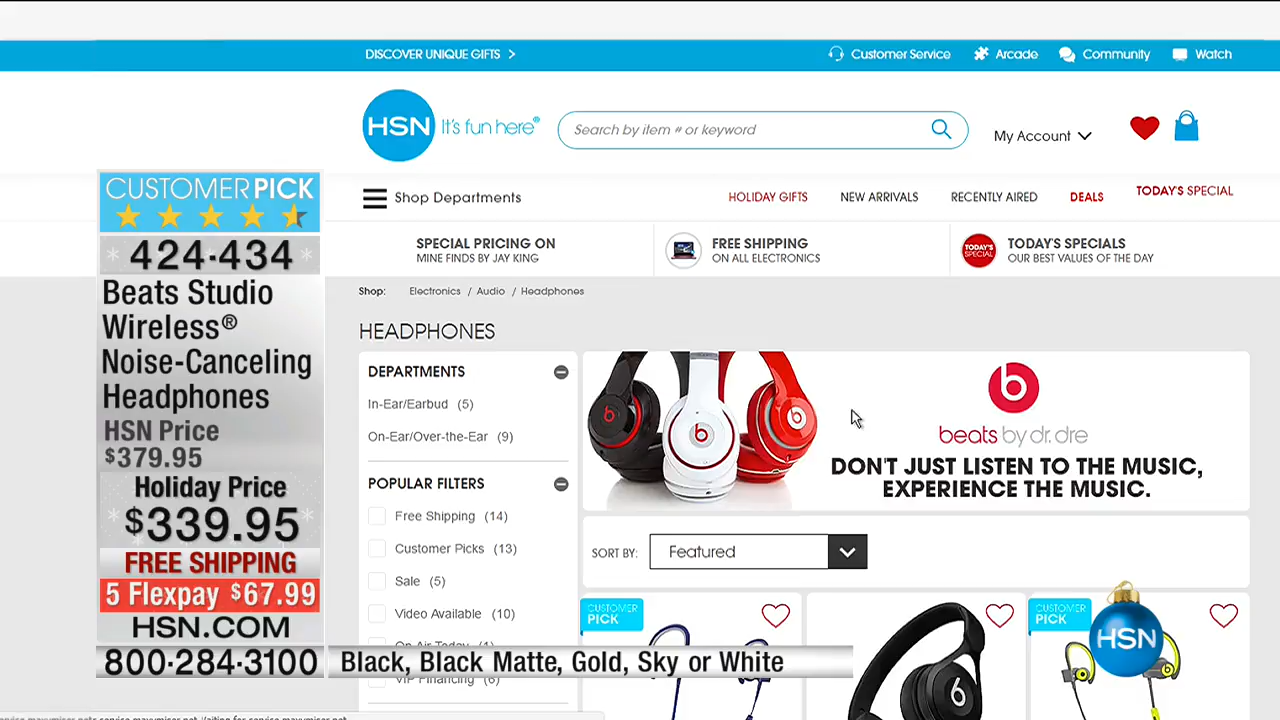 DISCOVER UNIQUE GIFTS >
Customer Service
Arcade
Community
Watch
HSN It's fun here®
Search by item # or keyword
My Account
Shop Departments
HOLIDAY GIFTS
NEW ARRIVALS
RECENTLY AIRED
DEALS
TODAY'S SPECIAL
SPECIAL PRICING ON
MINE FINDS BY JAY KING
FREE SHIPPING
ON ALL ELECTRONICS
TODAY'S
SPECIAL
TODAY'S SPECIALS
OUR BEST VALUES OF THE DAY
CUSTOMER PICK
424-434
Beats Studio
Wireless®
Noise-Canceling
Headphones
HSN Price
$379.95
Holiday Price
$339.95
FREE SHIPPING
5 Flexpay $67.99
HSN.COM
800-284-3100
Black, Black Matte, Gold, Sky or White
Shop: Electronics / Audio / Headphones
HEADPHONES
DEPARTMENTS
In-Ear/Earbud (5)
On-Ear/Over-the-Ear (9)
POPULAR FILTERS
Free Shipping (14)
Customer Picks (13)
Sale (5)
Video Available (10)
On Air Today (1)
VIP Financing (6)
b
beats by dr. dre
DON'T JUST LISTEN TO THE MUSIC,
EXPERIENCE THE MUSIC.
SORT BY: Featured
CUSTOMER
PICK
CUSTOMER
PICK
HSN